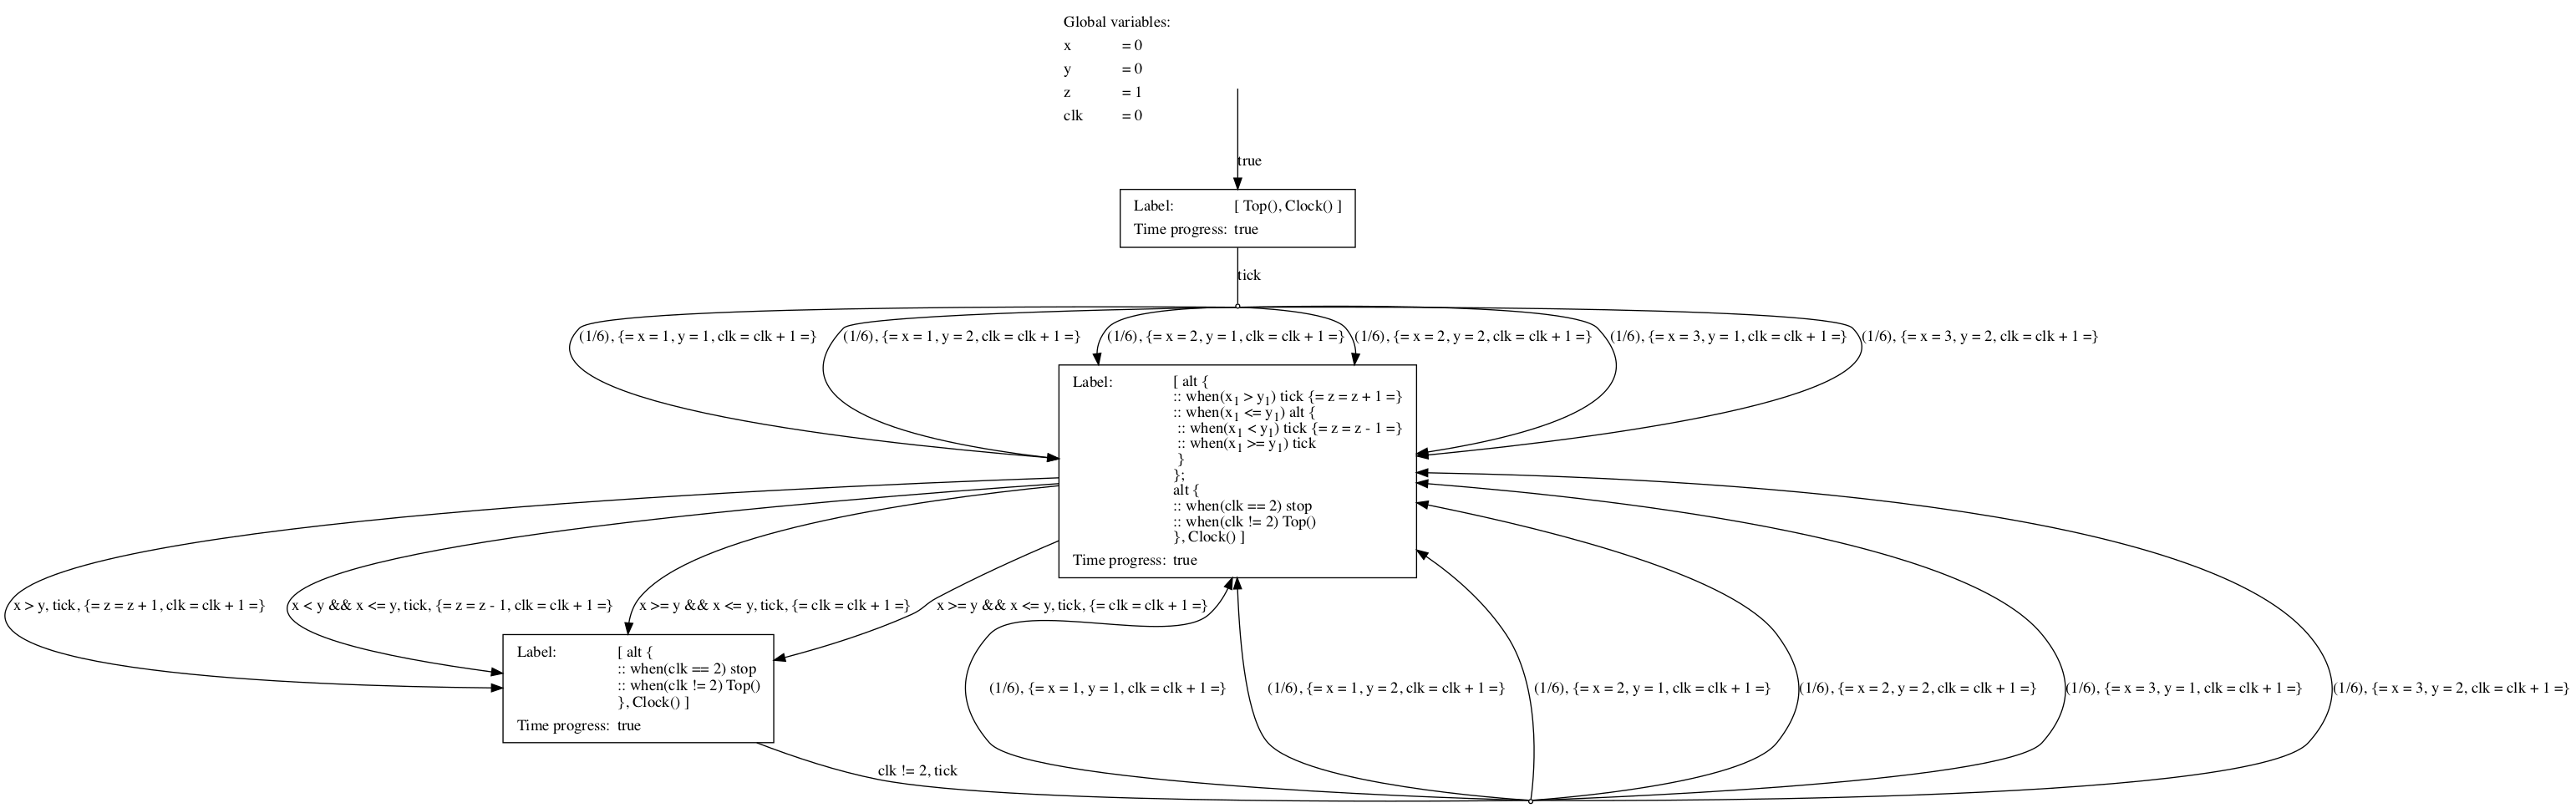 Global variables:
x = 0
y = 0
z = 1
clk = 0
true
Label: [ Top(), Clock() ]
Time progress: true
tick
(1/6), {= x = 1, y = 1, clk = clk + 1 =}
(1/6), {= x = 1, y = 2, clk = clk + 1 =}
(1/6), {= x = 2, y = 1, clk = clk + 1 =}
(1/6), {= x = 2, y = 2, clk = clk + 1 =}
(1/6), {= x = 3, y = 1, clk = clk + 1 =}
(1/6), {= x = 3, y = 2, clk = clk + 1 =}
Label: [ alt {
:: when(x1 > y1) tick {= z = z + 1 =}
:: when(x1 <= y1) alt {
:: when(x1 < y1) tick {= z = z - 1 =}
:: when(x1 >= y1) tick
}
};
alt {
:: when(clk == 2) stop
:: when(clk != 2) Top()
}, Clock() ]
Time progress: true
x > y, tick, {= z = z + 1, clk = clk + 1 =}
x < y && x <= y, tick, {= z = z - 1, clk = clk + 1 =}
x >= y && x <= y, tick, {= clk = clk + 1 =}
x >= y && x <= y, tick, {= clk = clk + 1 =}
Label: [ alt {
:: when(clk == 2) stop
:: when(clk != 2) Top()
}, Clock() ]
Time progress: true
(1/6), {= x = 1, y = 1, clk = clk + 1 =}
(1/6), {= x = 1, y = 2, clk = clk + 1 =}
(1/6), {= x = 2, y = 1, clk = clk + 1 =}
(1/6), {= x = 2, y = 2, clk = clk + 1 =}
(1/6), {= x = 3, y = 1, clk = clk + 1 =}
(1/6), {= x = 3, y = 2, clk = clk + 1 =}
clk != 2, tick